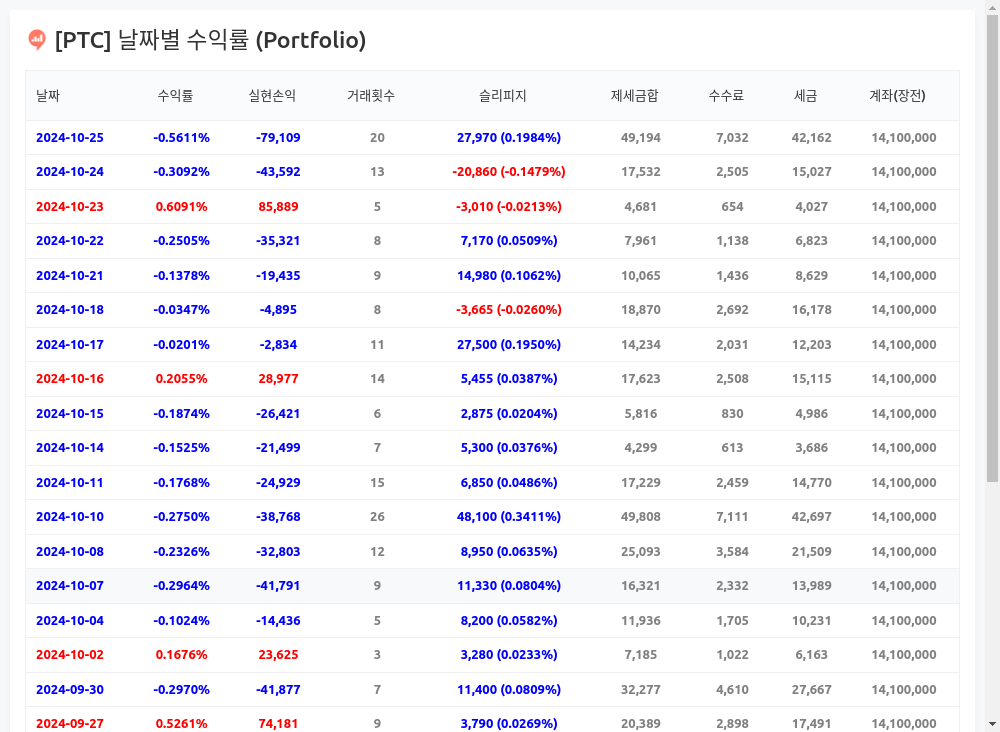 [PTC] 날짜별 수익률 (Portfolio)
날짜 수익률 실현손익 거래횟수 슬리피지 제세금합 수수료 세금 계좌(장전)
2024-10-25 -0.5611% -79,109 20 27,970 (0.1984%) 49,194 7,032 42,162 14,100,000
2024-10-24 -0.3092% -43,592 13 -20,860 (-0.1479%) 17,532 2,505 15,027 14,100,000
2024-10-23 0.6091% 85,889 5 -3,010 (-0.0213%) 4,681 654 4,027 14,100,000
2024-10-22 -0.2505% -35,321 8 7,170 (0.0509%) 7,961 1,138 6,823 14,100,000
2024-10-21 -0.1378% -19,435 9 14,980 (0.1062%) 10,065 1,436 8,629 14,100,000
2024-10-18 -0.0347% -4,895 8 -3,665 (-0.0260%) 18,870 2,692 16,178 14,100,000
2024-10-17 -0.0201% -2,834 11 27,500 (0.1950%) 14,234 2,031 12,203 14,100,000
2024-10-16 0.2055% 28,977 14 5,455 (0.0387%) 17,623 2,508 15,115 14,100,000
2024-10-15 -0.1874% -26,421 6 2,875 (0.0204%) 5,816 830 4,986 14,100,000
2024-10-14 -0.1525% -21,499 7 5,300 (0.0376%) 4,299 613 3,686 14,100,000
2024-10-11 -0.1768% -24,929 15 6,850 (0.0486%) 17,229 2,459 14,770 14,100,000
2024-10-10 -0.2750% -38,768 26 48,100 (0.3411%) 49,808 7,111 42,697 14,100,000
2024-10-08 -0.2326% -32,803 12 8,950 (0.0635%) 25,093 3,584 21,509 14,100,000
2024-10-07 -0.2964% -41,791 9 11,330 (0.0804%) 16,321 2,332 13,989 14,100,000
2024-10-04 -0.1024% -14,436 5 8,200 (0.0582%) 11,936 1,705 10,231 14,100,000
2024-10-02 0.1676% 23,625 3 3,280 (0.0233%) 7,185 1,022 6,163 14,100,000
2024-09-30 -0.2970% -41,877 7 11,400 (0.0809%) 32,277 4,610 27,667 14,100,000
2024-09-27 0.5261% 74,181 9 3,790 (0.0269%) 20,389 2,898 17,491 14,100,000